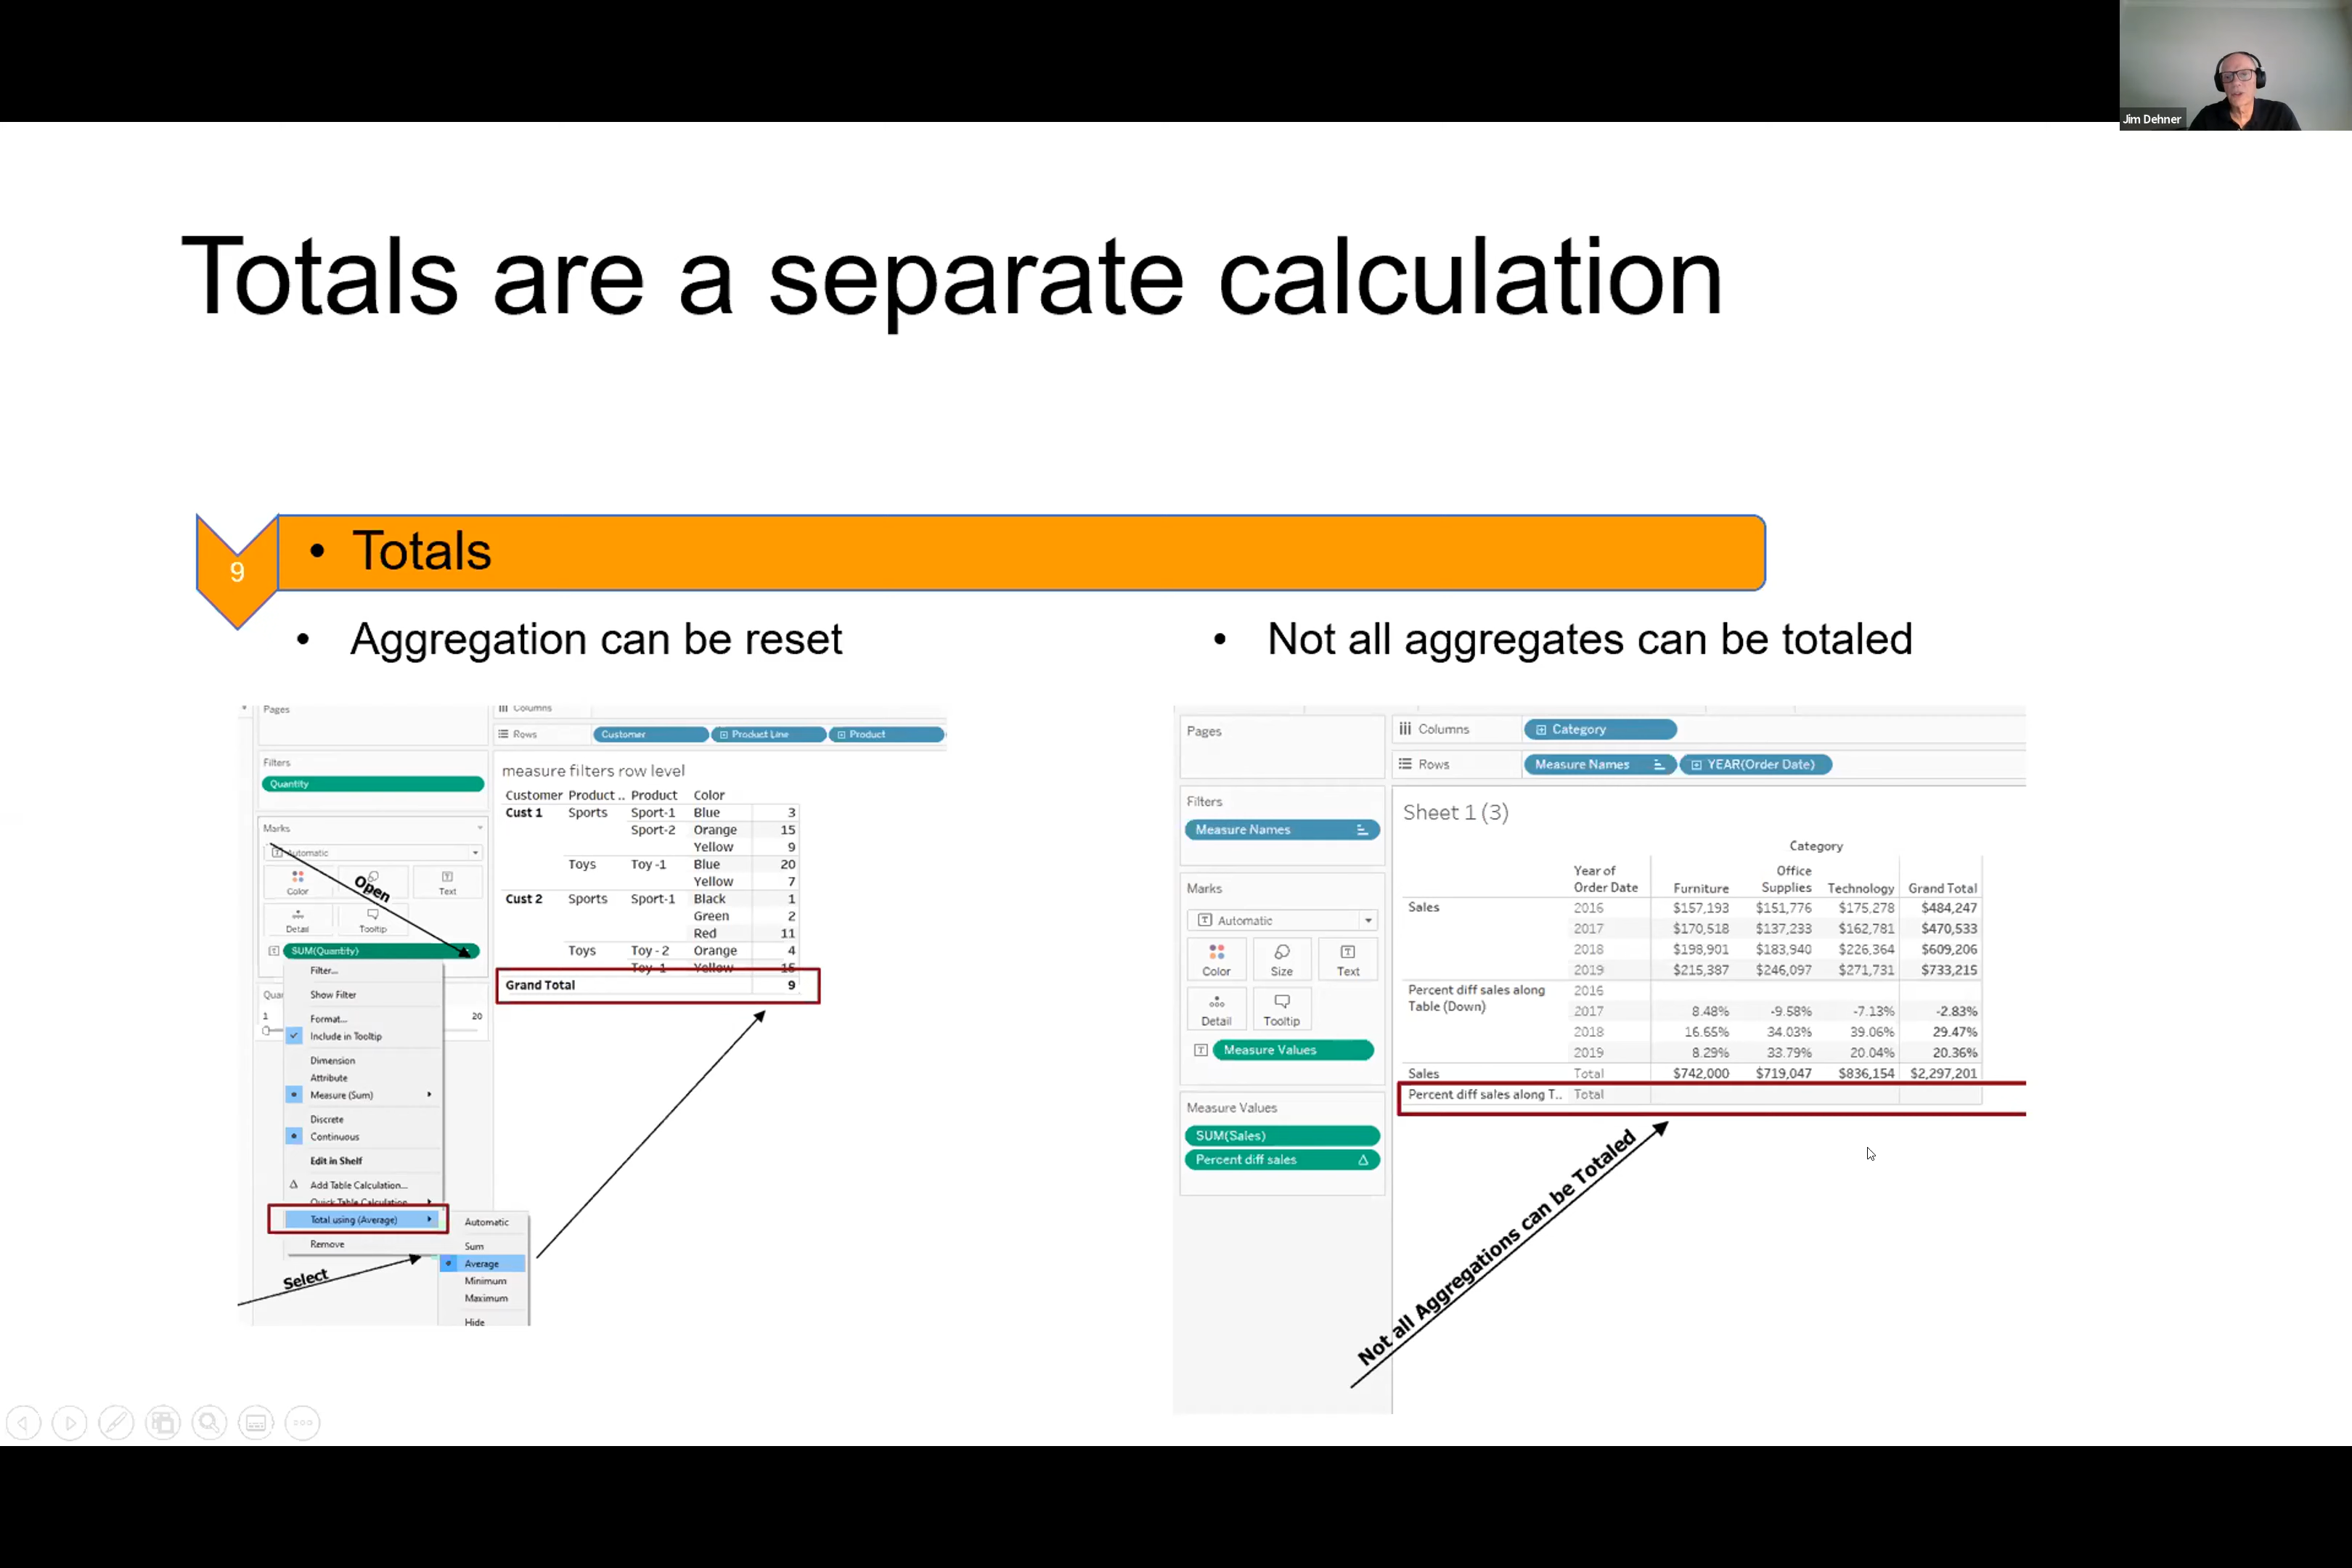 Jim Dehner
Totals are a separate calculation
9
• Totals
• Aggregation can be reset
Pages
Columns
Rows Customer Product Line Product
Filters
Quantity
Marks
Automatic
Color
Text
Detail Tooltip
Open
SUM(Quantity)
Filter...
Show Filter
Format...
Include in Tooltip
Dimension
Attribute
Measure (Sum)
Discrete
Continuous
Edit in Shelf
Add Table Calculation...
Quick Table Calculation
Total using (Average)
Remove
Automatic
Sum
Average
Minimum
Maximum
Hide
Select
Quar
1 20
measure filters row level
Customer Product .. Product Color
Cust 1 Sports Sport-1 Blue 3
Sport-2 Orange 15
Yellow 9
Toys Toy -1 Blue 20
Yellow 7
Cust 2 Sports Sport-1 Black 1
Green 2
Red 11
Toys Toy - 2 Orange 4
Toy -1 Yellow 15
Grand Total 9
• Not all aggregates can be totaled
Pages
Columns Category
Rows Measure Names YEAR(Order Date)
Filters
Measure Names
Marks
Automatic
Color Size Text
Detail Tooltip
Measure Values
Measure Values
SUM(Sales)
Percent diff sales
Sheet 1 (3)
Category
Year of
Order Date Furniture Office
Supplies Technology Grand Total
Sales 2016 $157,193 $151,776 $175,278 $484,247
2017 $170,518 $137,233 $162,781 $470,533
2018 $198,901 $183,940 $226,364 $609,206
2019 $215,387 $246,097 $271,731 $733,215
Percent diff sales along
Table (Down) 2016
2017 8.48% -9.58% -7.13% -2.83%
2018 16.65% 34.03% 39.06% 29.47%
2019 8.29% 33.79% 20.04% 20.36%
Sales Total $742,000 $719,047 $836,154 $2,297,201
Percent diff sales along T.. Total
Not all Aggregations can be Totaled